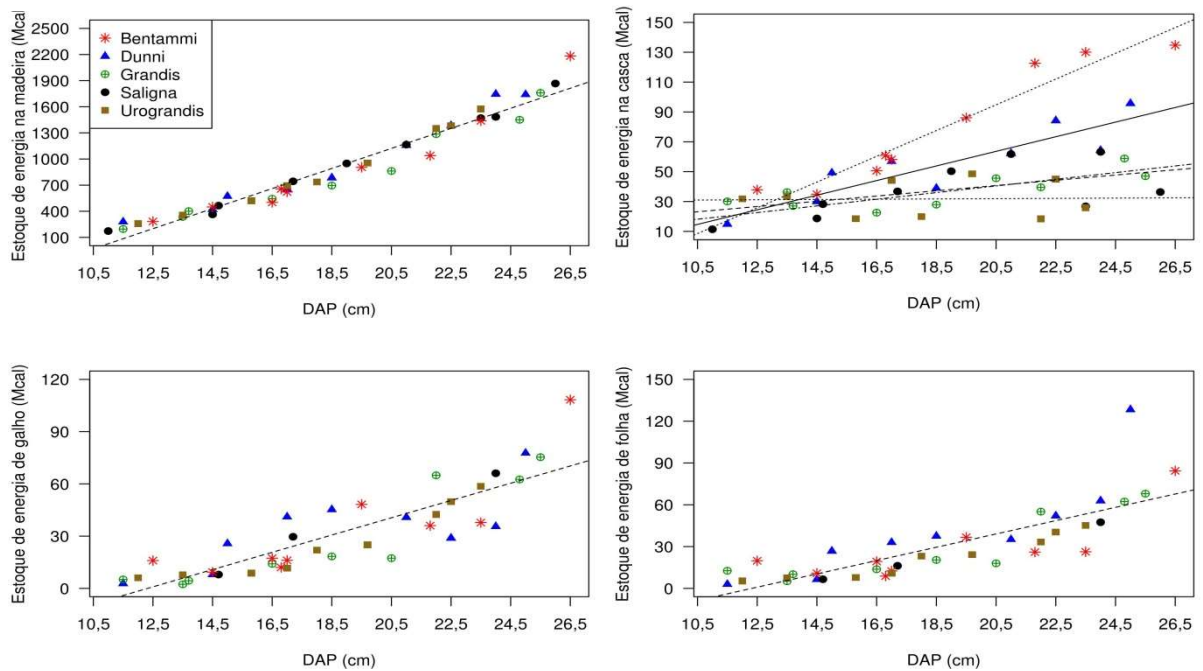 Estoque de energia na madeira (Mcal)
2500
2200
1900
1600
1300
1000
700
400
100
Bentammi
Dunni
Grandis
Saligna
Urograndis
10,5 12,5 14,5 16,5 18,5 20,5 22,5 24,5 26,5
DAP (cm)
Estoque de energia na casca (Mcal)
150
130
110
90
70
50
30
10
10,5 12,5 14,5 16,5 18,5 20,5 22,5 24,5 26,5
DAP (cm)
Estoque de energia de galho (Mcal)
120
90
60
30
0
10,5 12,5 14,5 16,5 18,5 20,5 22,5 24,5 26,5
DAP (cm)
Estoque de energia de folha (Mcal)
150
120
90
60
30
0
10,5 12,5 14,5 16,5 18,5 20,5 22,5 24,5 26,5
DAP (cm)